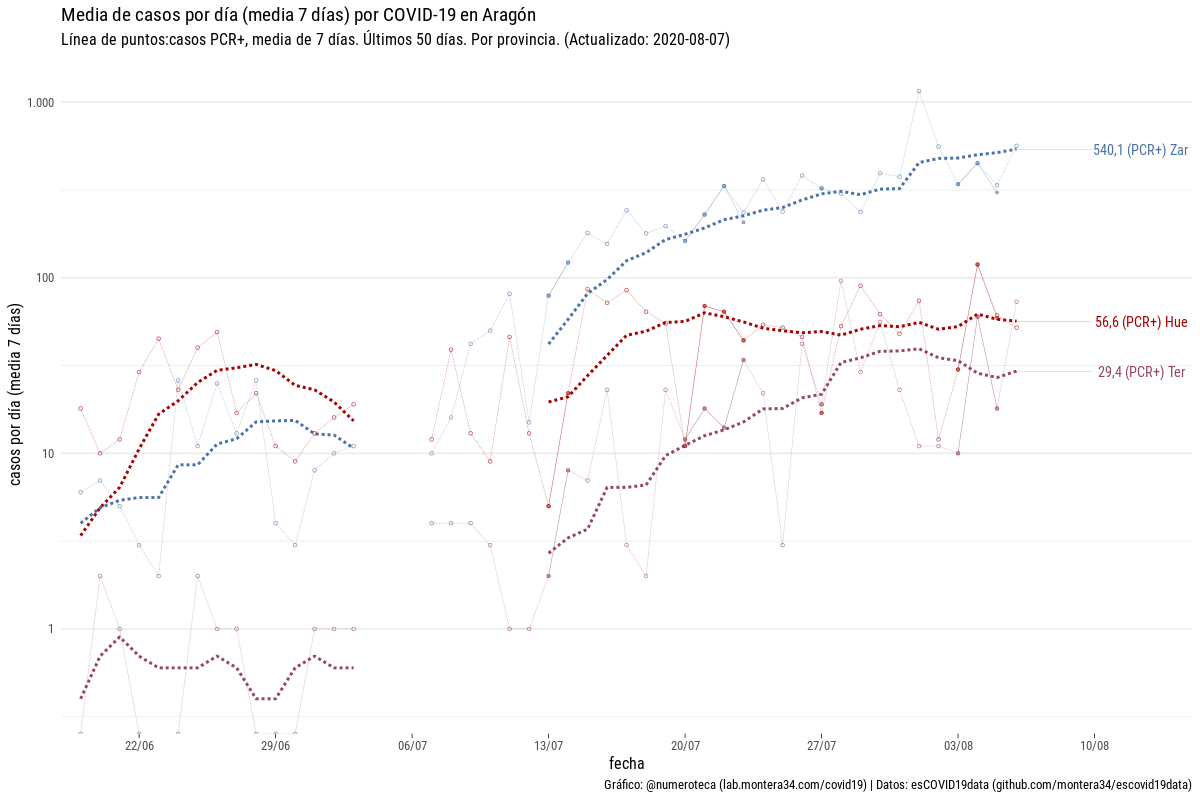 Media de casos por día (media 7 días) por COVID-19 en Aragón
Línea de puntos:casos PCR+, media de 7 días. Últimos 50 días. Por provincia. (Actualizado: 2020-08-07)
casos por día (media 7 días)
1.000
100
10
1
540,1 (PCR+) Zar
56,6 (PCR+) Hue
29,4 (PCR+) Ter
22/06
29/06
06/07
13/07
20/07
27/07
03/08
10/08
fecha
Gráfico: @numeroteca (lab.montera34.com/covid19) | Datos: esCOVID19data (github.com/montera34/escovid19data)